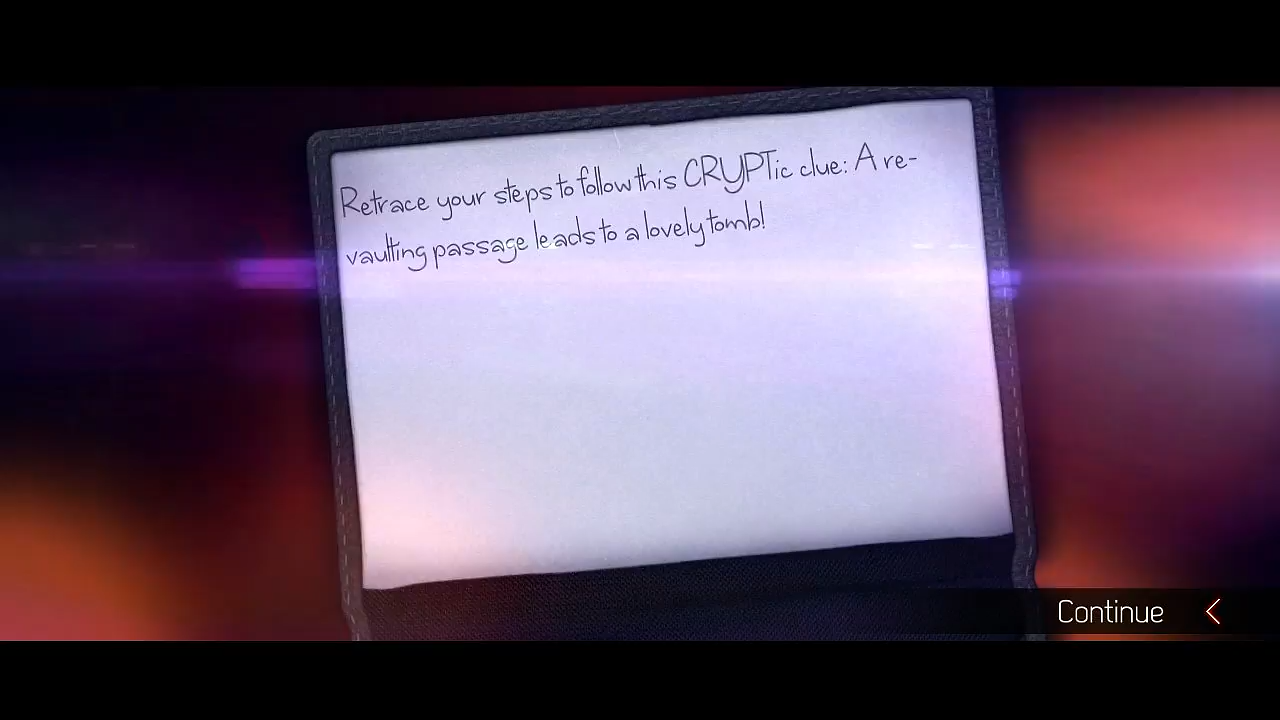 Retrace your steps to follow this CRYPTic clue: A re-
vaulting passage leads to a lovely tomb!
Continue